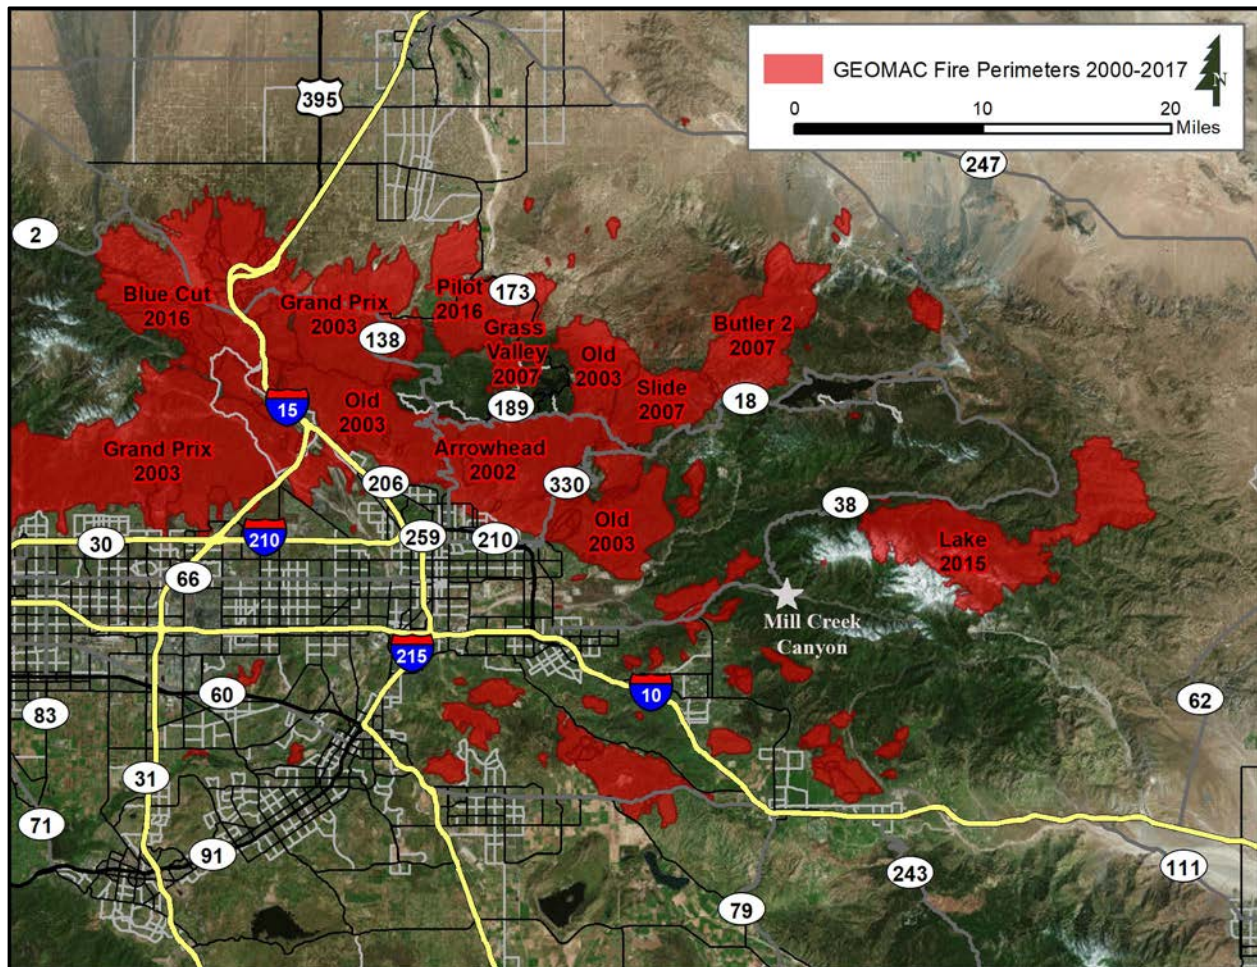 GEOMAC Fire Perimeters 2000-2017
N
0
10
20
Miles
395
247
2
Blue Cut
2016
Grand Prix
2003
138
Pilot
2016
173
Grass
Valley
2007
Old
2003
Butler 2
2007
Slide
2007
18
189
15
Old
2003
Grand Prix
2003
Arrowhead
2002
206
330
38
30
210
259
210
Old
2003
Lake
2015
66
Mill Creek
Canyon
215
10
60
62
83
31
71
91
243
111
79